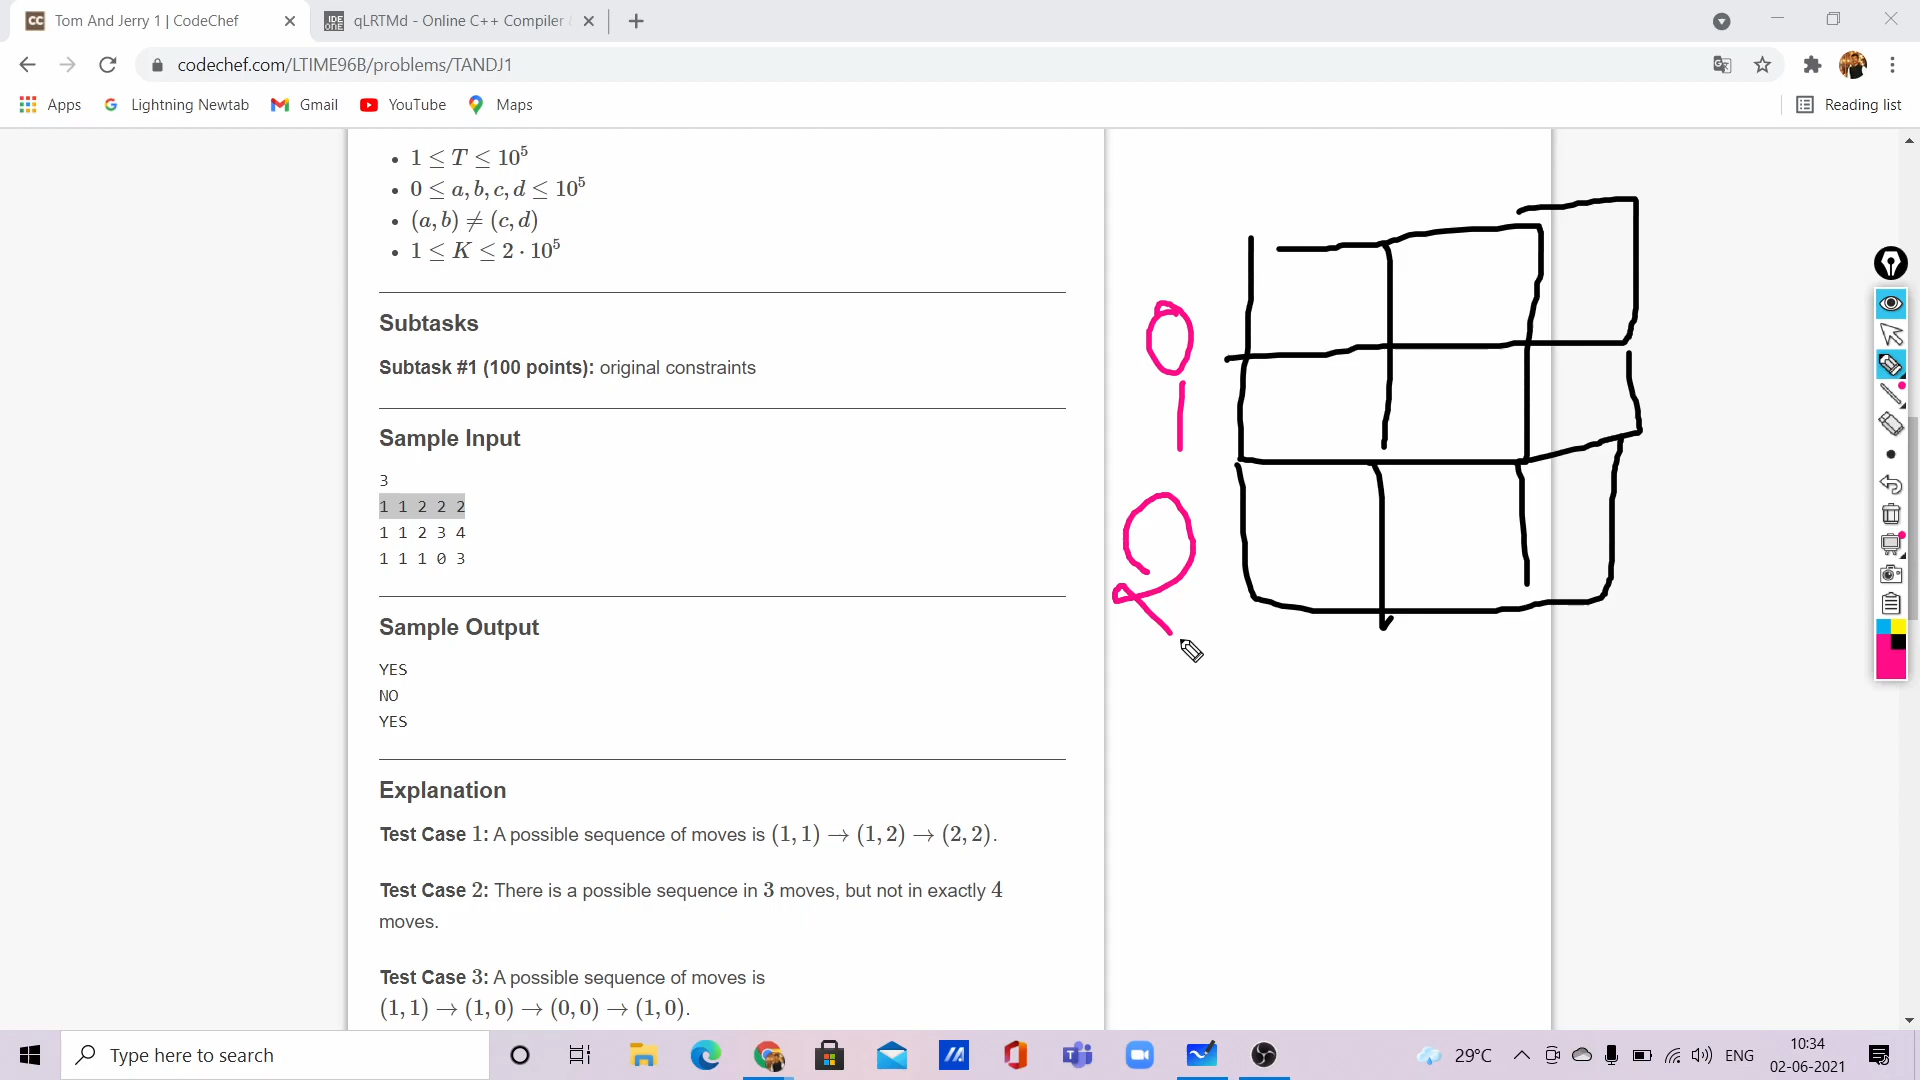 Tom And Jerry 1 | CodeChef
qLRTMd - Online C++ Compiler
codechef.com/LTIME96B/problems/TANDJ1
Apps
Lightning Newtab
Gmail
YouTube
Maps
Reading list
1 ≤ T ≤ 10^5
0 ≤ a, b, c, d ≤ 10^5
(a, b) ≠ (c, d)
1 ≤ K ≤ 2 · 10^5
Subtasks
Subtask #1 (100 points): original constraints
Sample Input
3
1 1 2 2 2
1 1 2 3 4
1 1 1 0 3
Sample Output
YES
NO
YES
Explanation
Test Case 1: A possible sequence of moves is (1, 1) → (1, 2) → (2, 2).
Test Case 2: There is a possible sequence in 3 moves, but not in exactly 4
moves.
Test Case 3: A possible sequence of moves is
(1, 1) → (1, 0) → (0, 0) → (1, 0).
0
1
2
Type here to search
29°C
ENG
10:34
02-06-2021